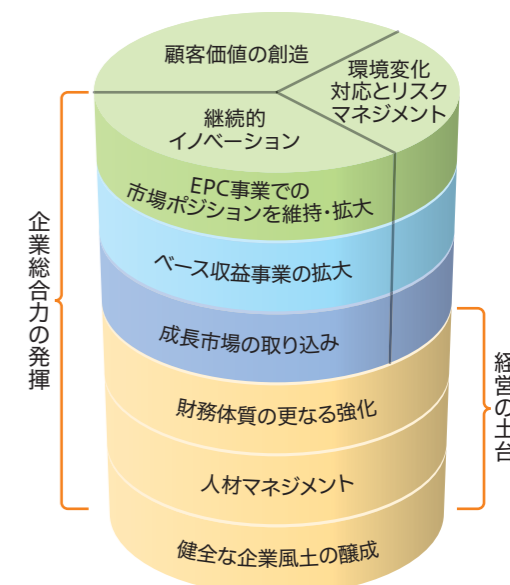 顧客価値の創造
環境変化
対応とリスク
マネジメント
継続的
イノベーション
EPC事業での
市場ポジションを維持・拡大
ベース収益事業の拡大
成長市場の取り込み
財務体質の更なる強化
人材マネジメント
健全な企業風土の醸成
企業総合力の発揮
経営の土台